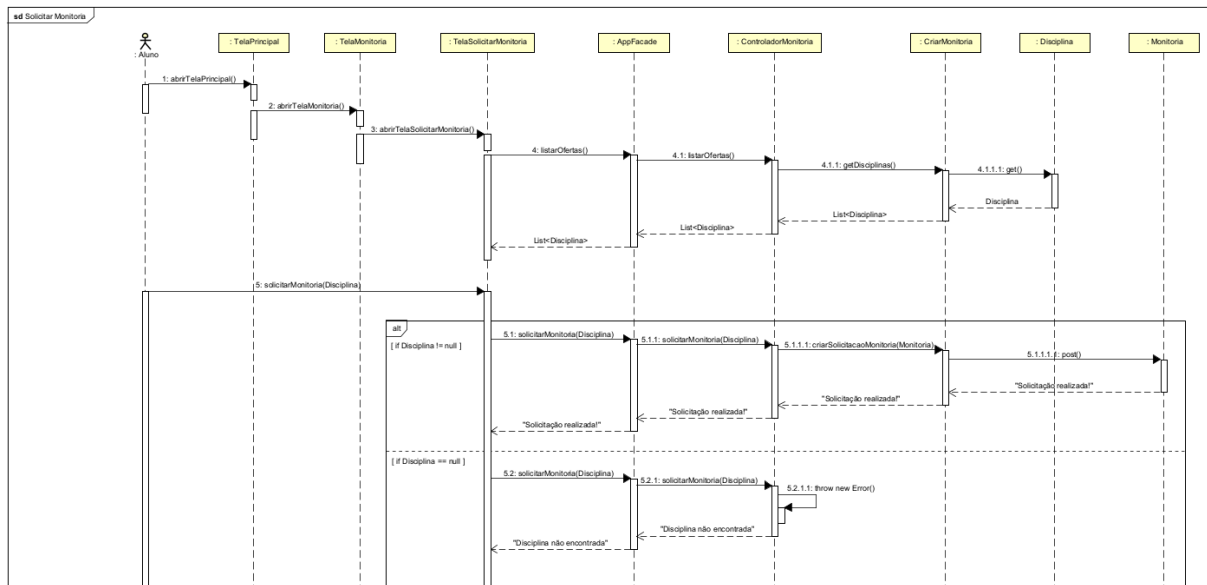 sd Solicitar Monitoria
: Aluno
: TelaPrincipal
: TelaMonitoria
: TelaSolicitarMonitoria
: AppFacade
: ControladorMonitoria
: CriarMonitoria
: Disciplina
: Monitoria
1: abrirTelaPrincipal()
2: abrirTelaMonitoria()
3: abrirTelaSolicitarMonitoria()
4: listarOfertas()
4.1: listarOfertas()
4.1.1: getDisciplinas()
4.1.1.1: get()
Disciplina
List<Disciplina>
List<Disciplina>
List<Disciplina>
5: solicitarMonitoria(Disciplina)
alt
[ if Disciplina != null ]
5.1: solicitarMonitoria(Disciplina)
5.1.1: solicitarMonitoria(Disciplina)
5.1.1.1: criarSolicitacaoMonitoria(Monitoria)
5.1.1.1.1: post()
"Solicitação realizada!"
"Solicitação realizada!"
"Solicitação realizada!"
"Solicitação realizada!"
[ if Disciplina == null ]
5.2: solicitarMonitoria(Disciplina)
5.2.1: solicitarMonitoria(Disciplina)
5.2.1.1: throw new Error()
"Disciplina não encontrada"
"Disciplina não encontrada"